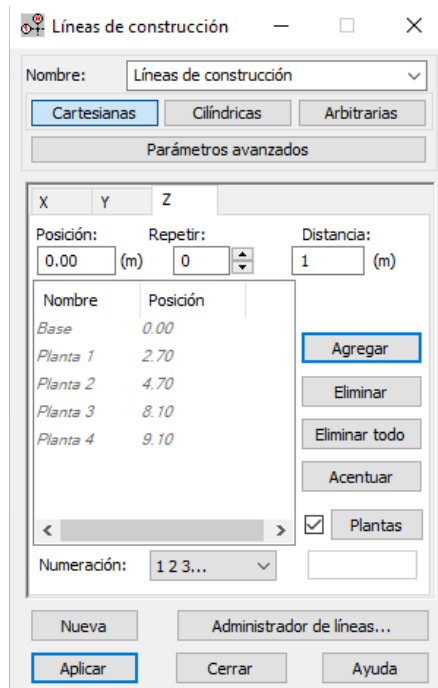 Líneas de construcción
Nombre: Líneas de construcción
Cartesianas Cilíndricas Arbitrarias
Parámetros avanzados
X Y Z
Posición: Repetir: Distancia:
0.00 (m) 0 1 (m)
Nombre Posición
Base 0.00
Planta 1 2.70
Planta 2 4.70
Planta 3 8.10
Planta 4 9.10
Agregar
Eliminar
Eliminar todo
Acentuar
Plantas
Numeración: 1 2 3...
Nueva Administrador de líneas...
Aplicar Cerrar Ayuda